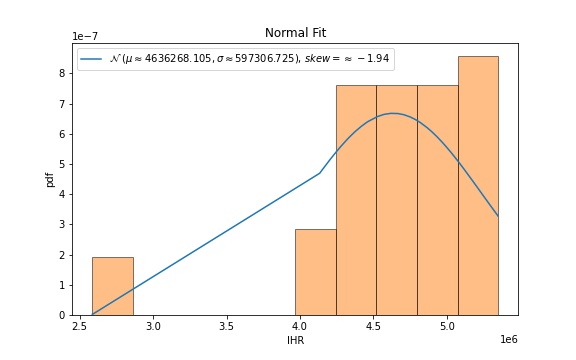 Normal Fit
1e−7
𝒩(μ≈4636268.105, σ≈597306.725), skew=≈−1.94
8
7
6
5
4
3
2
1
0
pdf
2.5 3.0 3.5 4.0 4.5 5.0
IHR
1e6